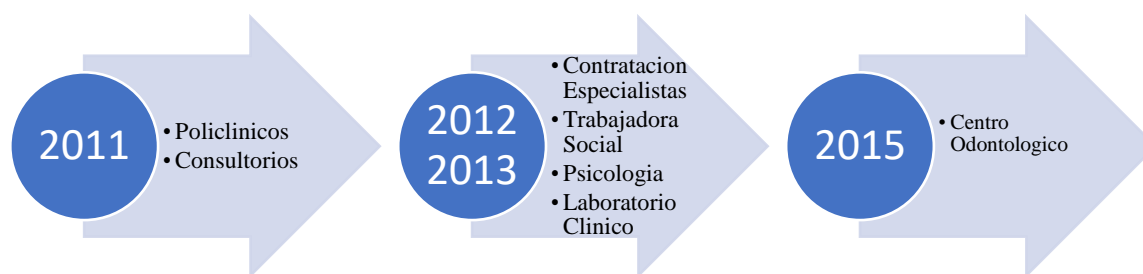 2011
• Policlinicos
• Consultorios
2012
2013
• Contratacion
Especialistas
• Trabajadora
Social
• Psicologia
• Laboratorio
Clinico
2015
• Centro
Odontologico